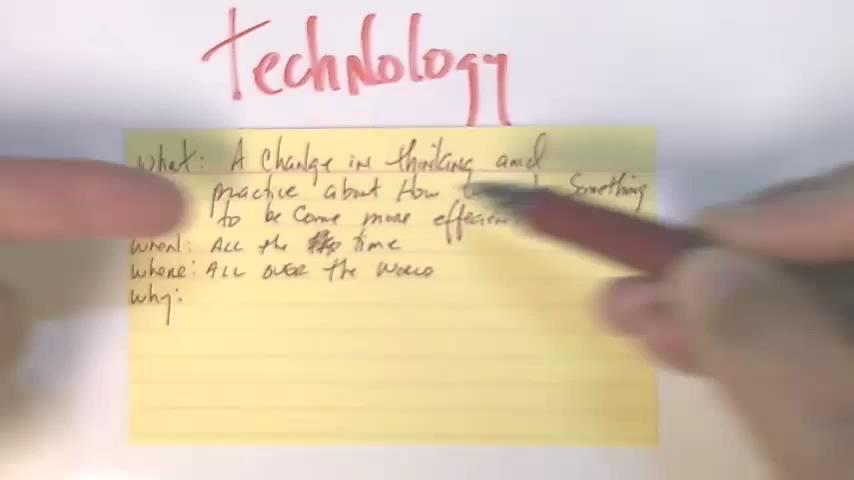 Technology
What: A change in thinking and
practice about How Something
to be come more
when: ALL the time
where: ALL OVER the World
why: